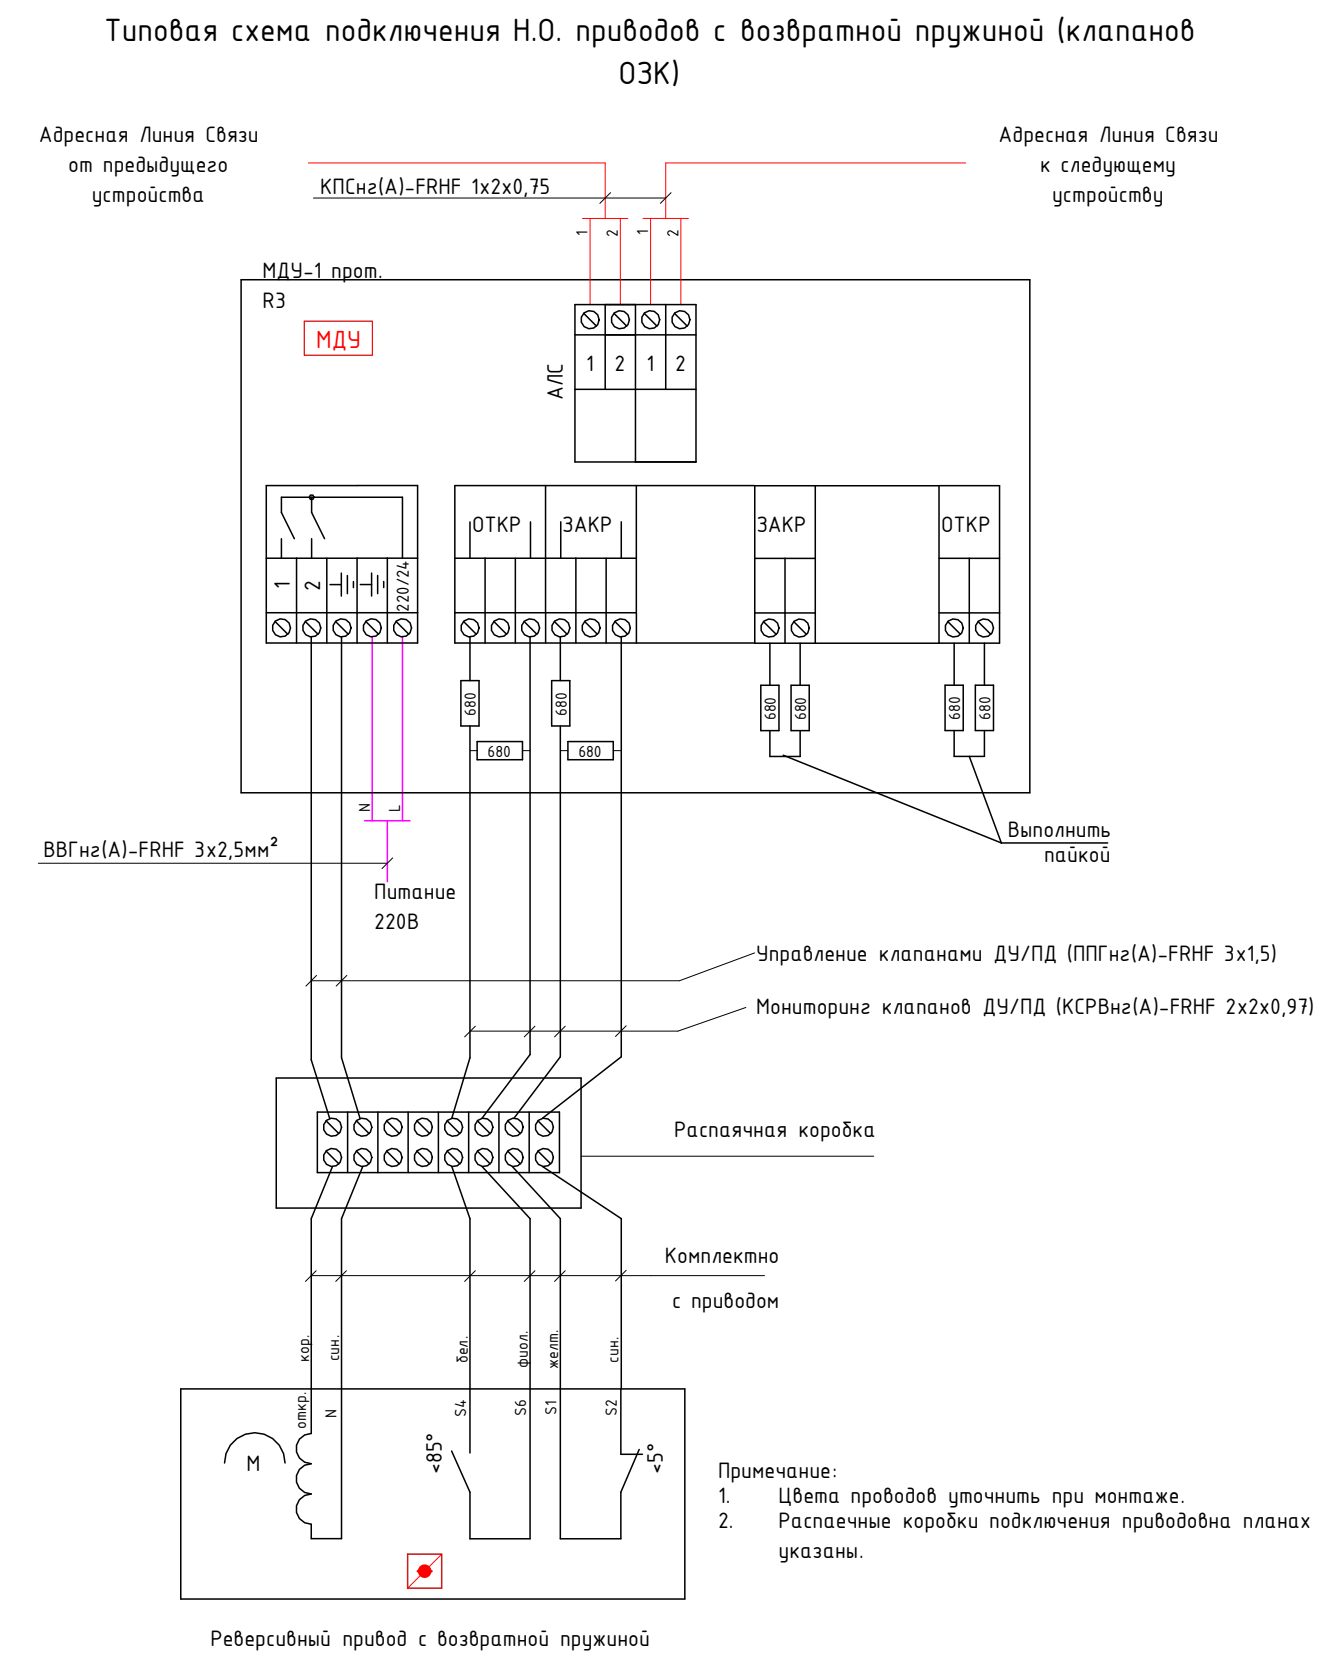 Типовая схема подключения Н.О. приводов с возвратной пружиной (клапанов
ОЗК)
Адресная Линия Связи
от предыдущего
устройства
Адресная Линия Связи
к следующему
устройству
КПСнг(А)-FRHF 1х2х0,75
1 2 1 2
МДУ-1 прот.
R3
МДУ
АЛС
1 2 1 2
ОТКР ЗАКР ЗАКР ОТКР
1 2 220/24
680 680 680 680 680 680
680 680
N L
ВВГнг(А)-FRHF 3х2,5мм²
Питание
220В
Выполнить
пайкой
Управление клапанами ДУ/ПД (ППГнг(А)-FRHF 3х1,5)
Мониторинг клапанов ДУ/ПД (КСРВнг(А)-FRHF 2х2х0,97)
Распаячная коробка
Комплектно
с приводом
кор. син. бел. фиол. желт. син.
откр. N S4 S6 S1 S2
М
<85°
<5°
Примечание:
1. Цвета проводов уточнить при монтаже.
2. Распаечные коробки подключения приводовна планах
указаны.
Реверсивный привод с возвратной пружиной